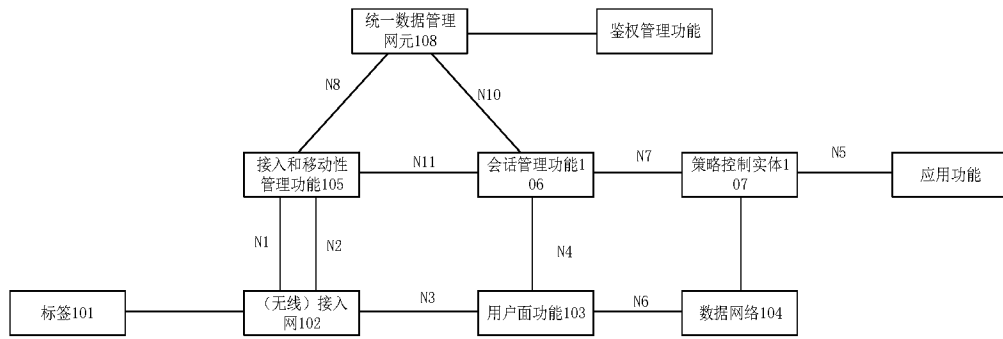 统一数据管理
网元108
鉴权管理功能
N8
N10
接入和移动性
管理功能105
N11
会话管理功能1
06
N7
策略控制实体1
07
N5
应用功能
N1
N2
N4
标签101
（无线）接入
网102
N3
用户面功能103
N6
数据网络104